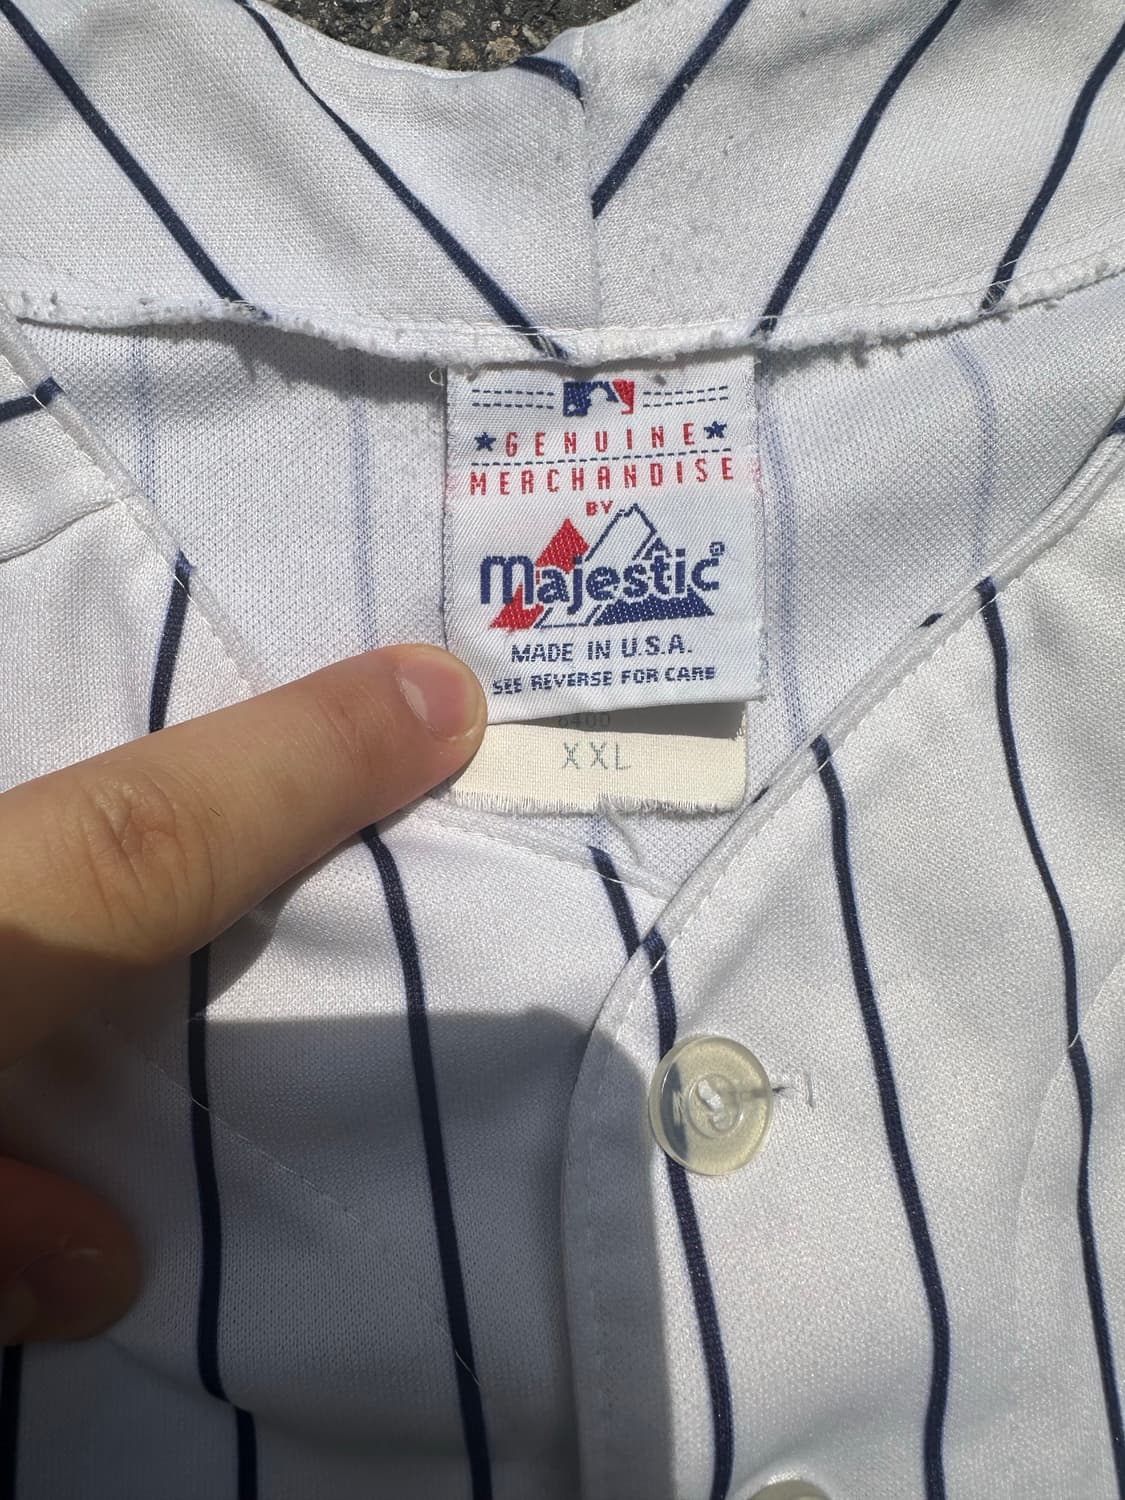 GENUINE
MERCHANDISE
BY
Majestic®
MADE IN U.S.A.
SEE REVERSE FOR CARE
6400
XXL